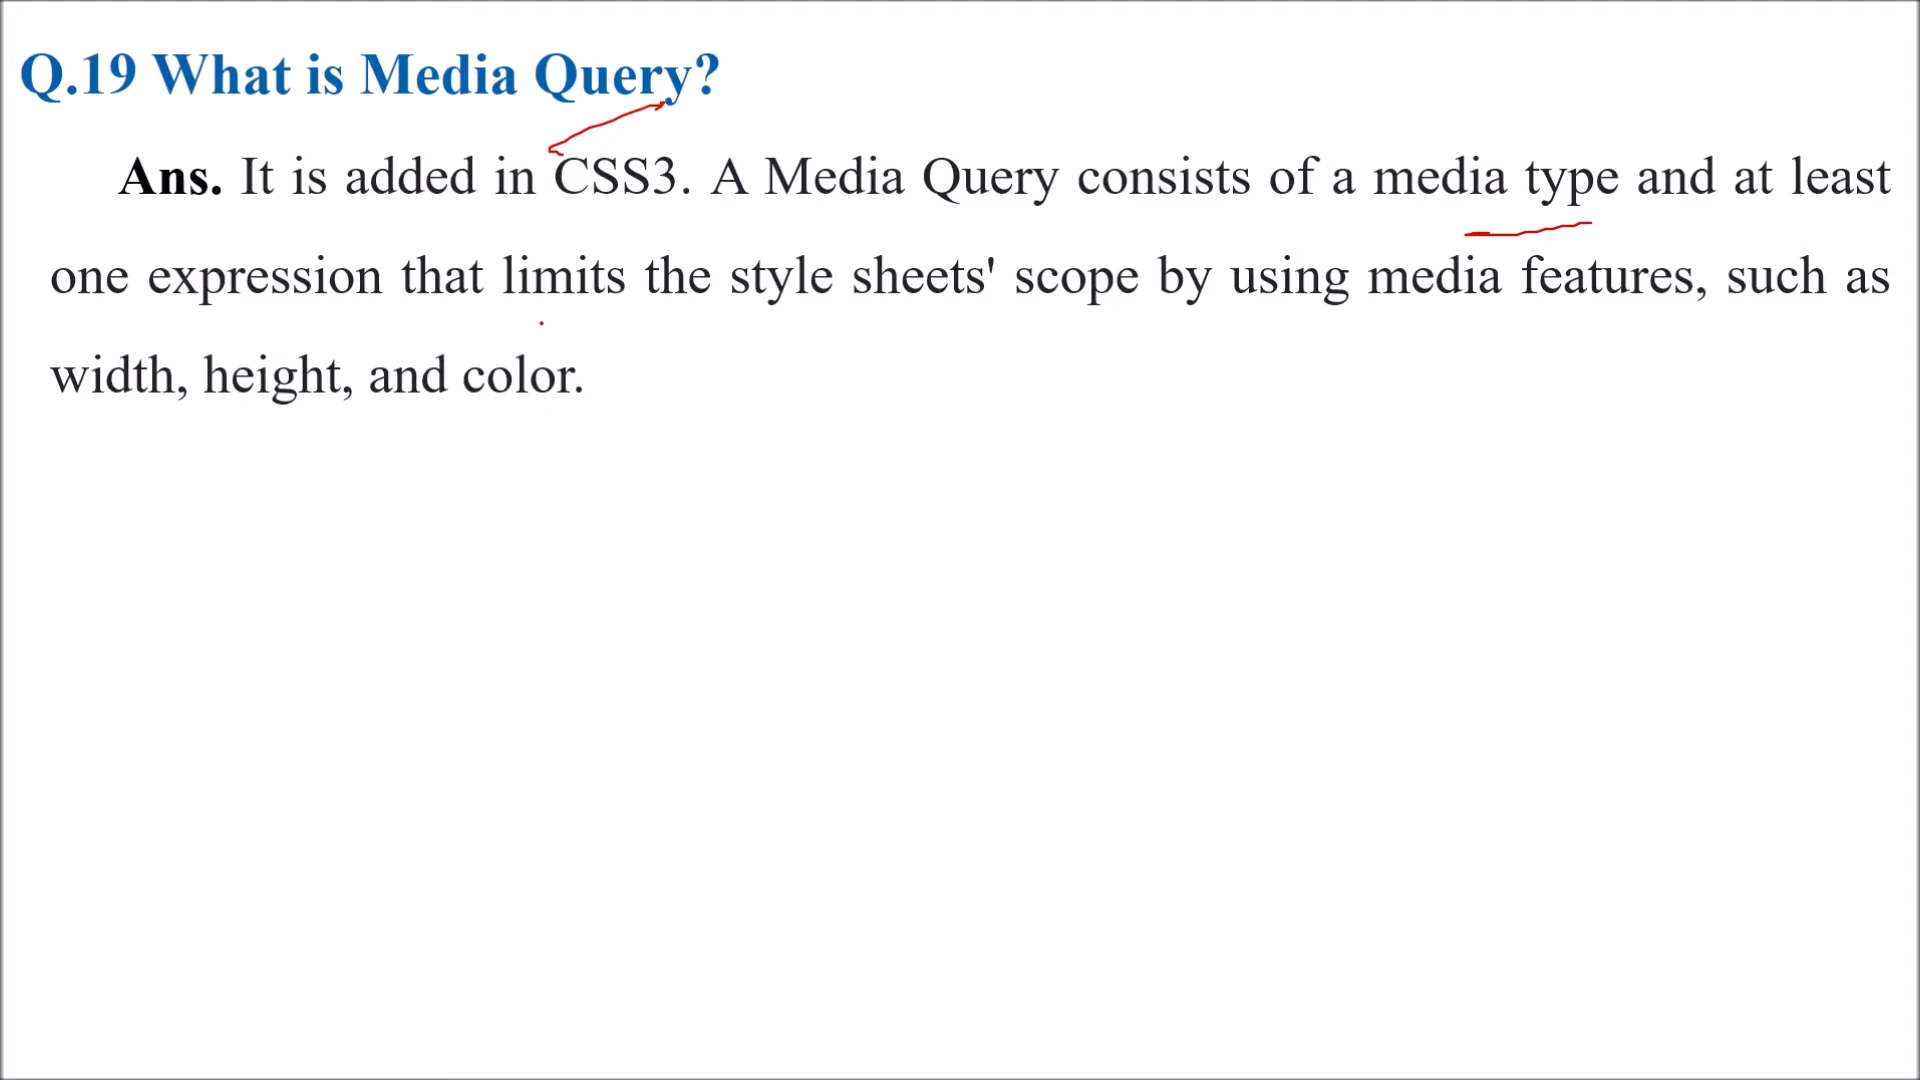 Q.19 What is Media Query?
Ans. It is added in CSS3. A Media Query consists of a media type and at least
one expression that limits the style sheets' scope by using media features, such as
width, height, and color.